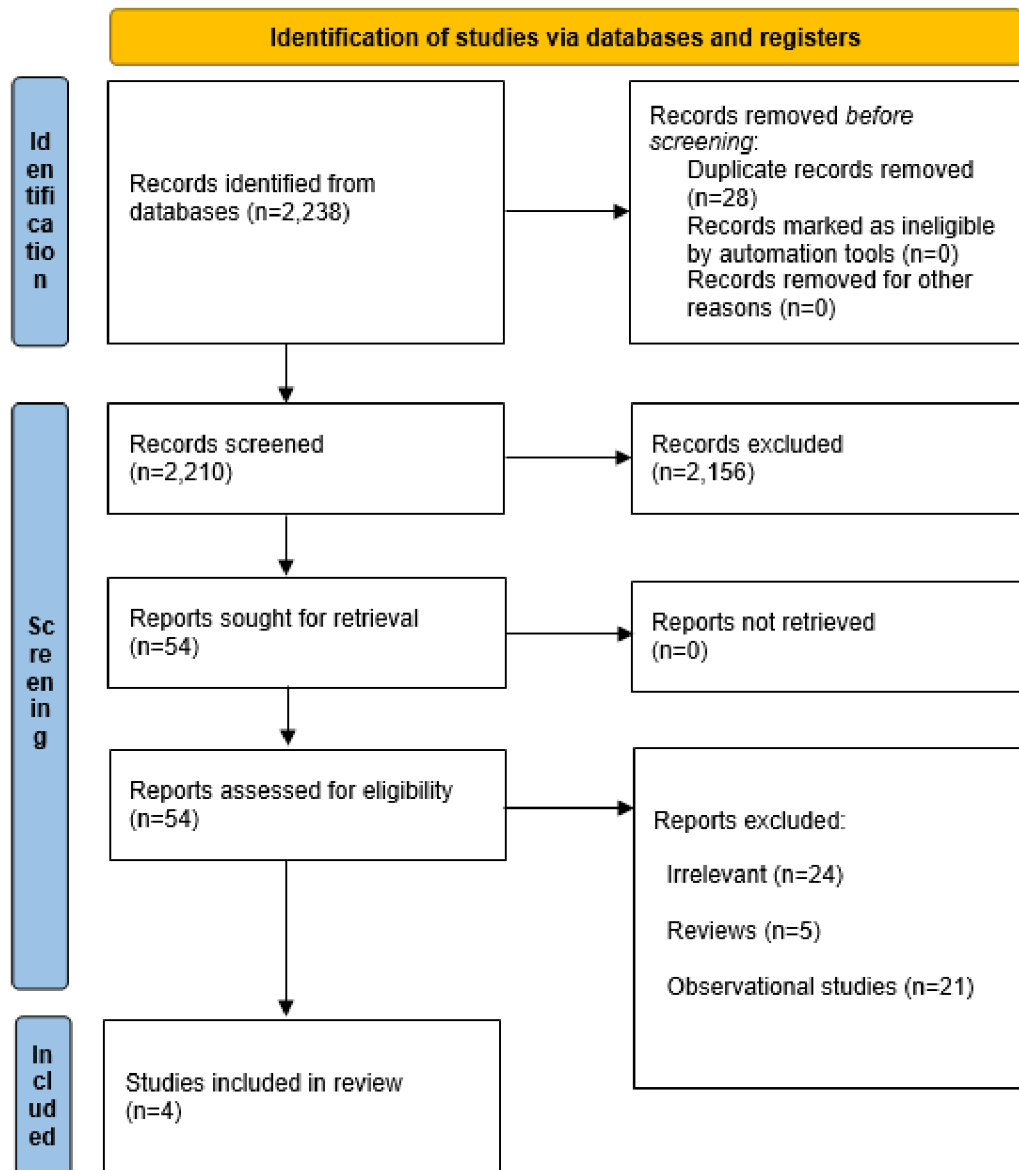 Identification of studies via databases and registers
Id
en
tifi
ca
tio
n
Records identified from
databases (n=2,238)
Records removed before
screening:
Duplicate records removed
(n=28)
Records marked as ineligible
by automation tools (n=0)
Records removed for other
reasons (n=0)
Sc
re
en
in
g
Records screened
(n=2,210)
Records excluded
(n=2,156)
Reports sought for retrieval
(n=54)
Reports not retrieved
(n=0)
Reports assessed for eligibility
(n=54)
Reports excluded:
Irrelevant (n=24)
Reviews (n=5)
Observational studies (n=21)
In
cl
ud
ed
Studies included in review
(n=4)